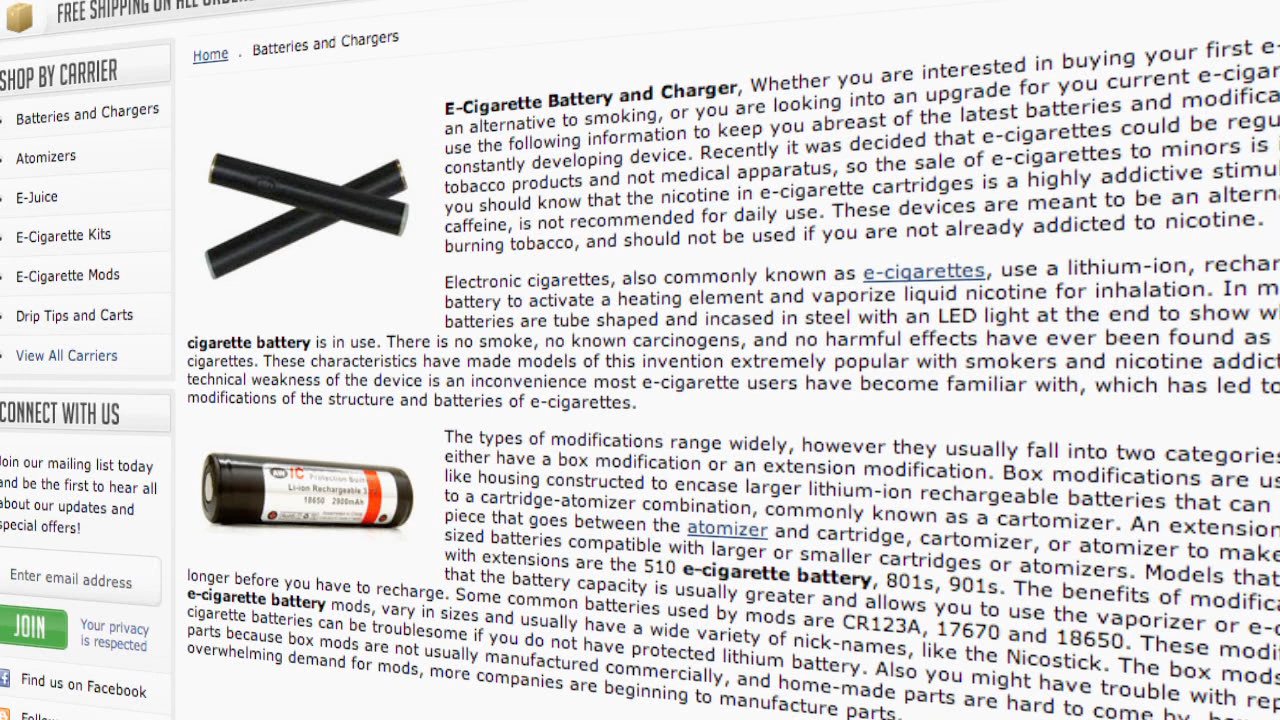 FREE SHIPPING ON ALL
SHOP BY CARRIER
Batteries and Chargers
Atomizers
E-Juice
E-Cigarette Kits
E-Cigarette Mods
Drip Tips and Carts
View All Carriers
CONNECT WITH US
Join our mailing list today
and be the first to hear all
about our updates and
special offers!
Enter email address
JOIN
Your privacy
is respected
Find us on Facebook
Home . Batteries and Chargers
E-Cigarette Battery and Charger, Whether you are interested in buying your first e-
an alternative to smoking, or you are looking into an upgrade for you current e-cigar
use the following information to keep you abreast of the latest batteries and modifica
constantly developing device. Recently it was decided that e-cigarettes could be regu
tobacco products and not medical apparatus, so the sale of e-cigarettes to minors is
you should know that the nicotine in e-cigarette cartridges is a highly addictive stimu
caffeine, is not recommended for daily use. These devices are meant to be an altern
burning tobacco, and should not be used if you are not already addicted to nicotine.
Electronic cigarettes, also commonly known as e-cigarettes, use a lithium-ion, rechar
battery to activate a heating element and vaporize liquid nicotine for inhalation. In m
batteries are tube shaped and incased in steel with an LED light at the end to show w
cigarette battery is in use. There is no smoke, no known carcinogens, and no harmful effects have ever been found as
cigarettes. These characteristics have made models of this invention extremely popular with smokers and nicotine addic
technical weakness of the device is an inconvenience most e-cigarette users have become familiar with, which has led to
modifications of the structure and batteries of e-cigarettes.
AW IC Protection
Li-ion Rechargeable
18650 2900mAh
The types of modifications range widely, however they usually fall into two categories
either have a box modification or an extension modification. Box modifications are us
like housing constructed to encase larger lithium-ion rechargeable batteries that can
to a cartridge-atomizer combination, commonly known as a cartomizer. An extension
piece that goes between the atomizer and cartridge, cartomizer, or atomizer to make
sized batteries compatible with larger or smaller cartridges or atomizers. Models that
with extensions are the 510 e-cigarette battery, 801s, 901s. The benefits of modifica
that the battery capacity is usually greater and allows you to use the vaporizer or e-c
longer before you have to recharge. Some common batteries used by mods are CR123A, 17670 and 18650. These modi
e-cigarette battery mods, vary in sizes and usually have a wide variety of nick-names, like the Nicostick. The box mods
cigarette batteries can be troublesome if you do not have protected lithium battery. Also you might have trouble with rep
parts because box mods are not usually manufactured commercially, and home-made parts are hard to come by,
overwhelming demand for mods, more companies are beginning to manufacture parts.